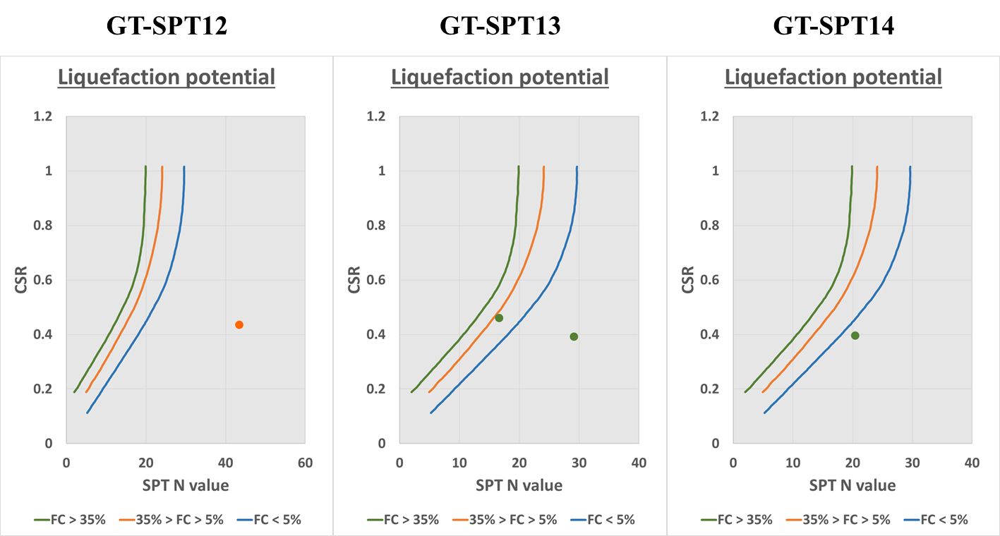 GT-SPT12
GT-SPT13
GT-SPT14
Liquefaction potential
1.2
1
0.8
0.6
0.4
0.2
0
CSR
0 20 40 60
SPT N value
FC > 35% 35% > FC > 5% FC < 5%
Liquefaction potential
1.2
1
0.8
0.6
0.4
0.2
0
CSR
0 10 20 30 40
SPT N value
FC > 35% 35% > FC > 5% FC < 5%
Liquefaction potential
1.2
1
0.8
0.6
0.4
0.2
0
CSR
0 10 20 30 40
SPT N value
FC > 35% 35% > FC > 5% FC < 5%